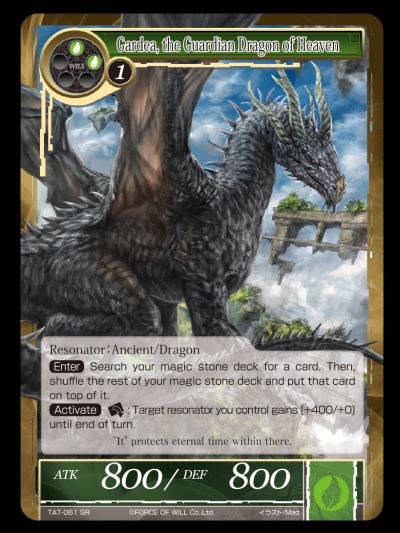 Gardea, the Guardian Dragon of Heaven
WILL
1
Resonator：Ancient/Dragon
Enter Search your magic stone deck for a card. Then,
shuffle the rest of your magic stone deck and put that card
on top of it.
Activate : Target resonator you control gains [+400/+0]
until end of turn.
"It" protects eternal time within there.
ATK 800 / DEF 800
TAT-061 SR ©FORCE OF WILL Co.,Ltd. イラスト/Mad